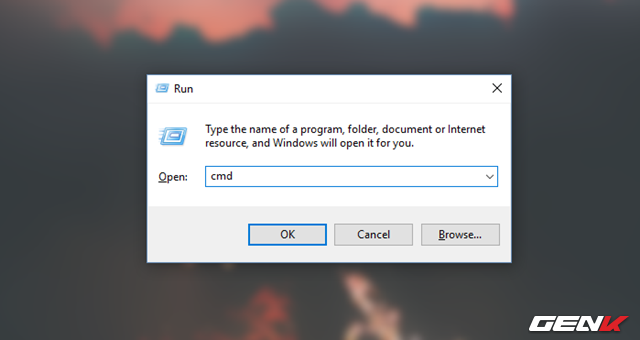 Run
Type the name of a program, folder, document or Internet
resource, and Windows will open it for you.
Open: cmd
OK Cancel Browse...
GENK